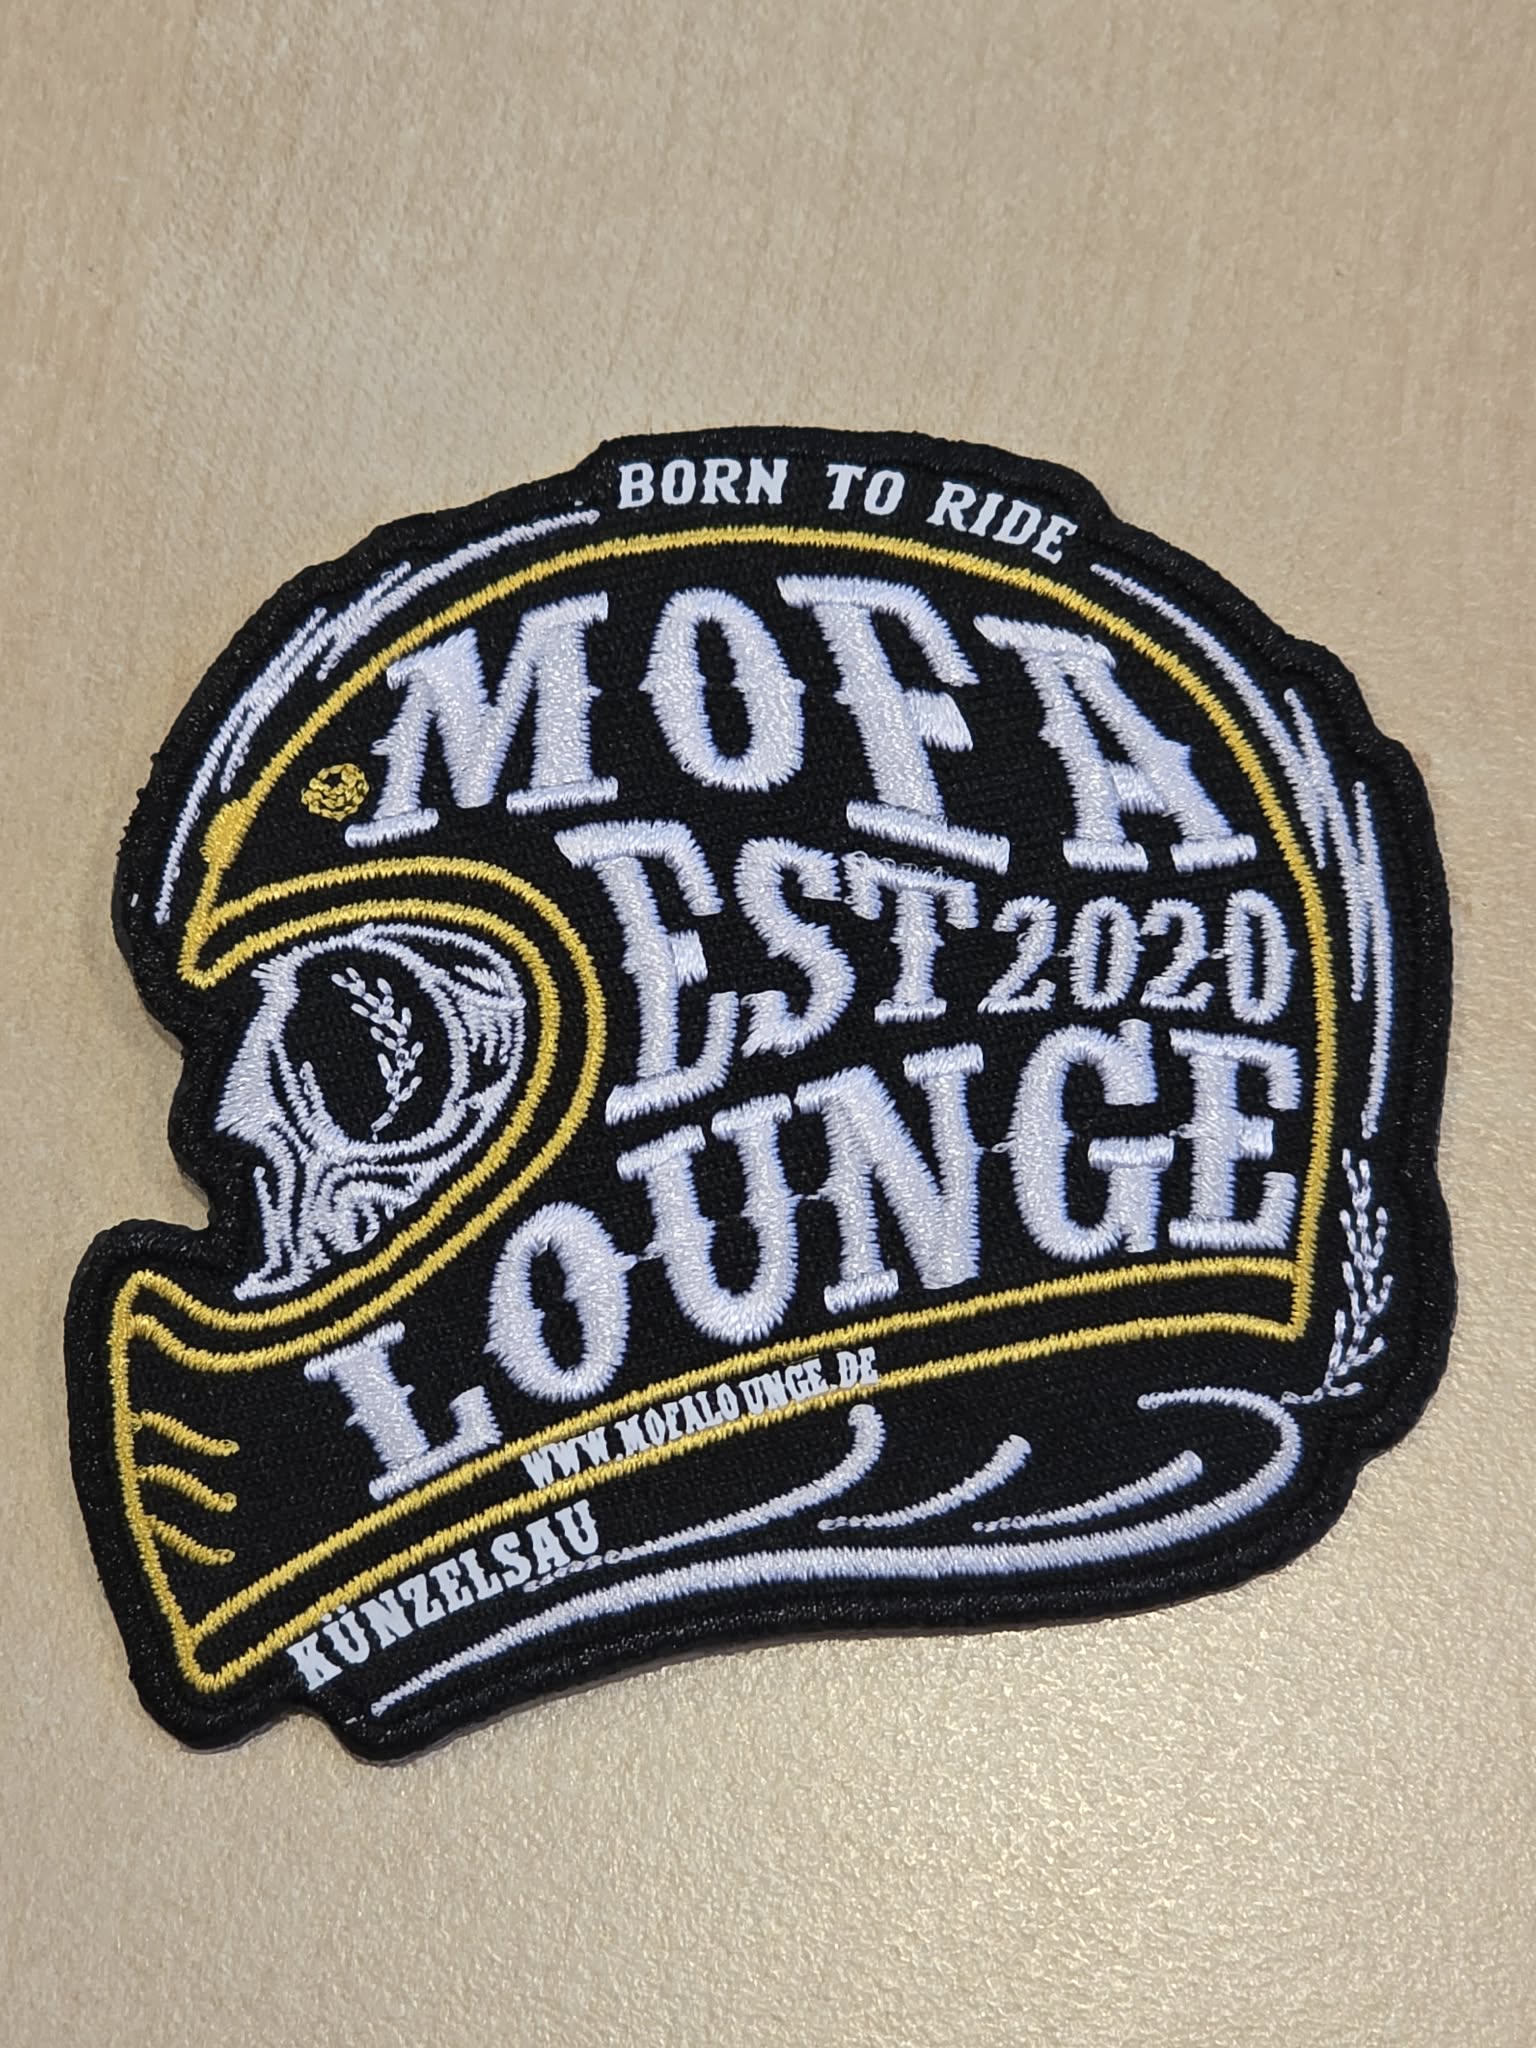 BORN TO RIDE
MOFA
EST 2020
LOUNGE
WWW.MOFALOUNGE.DE
KÜNZELSAU